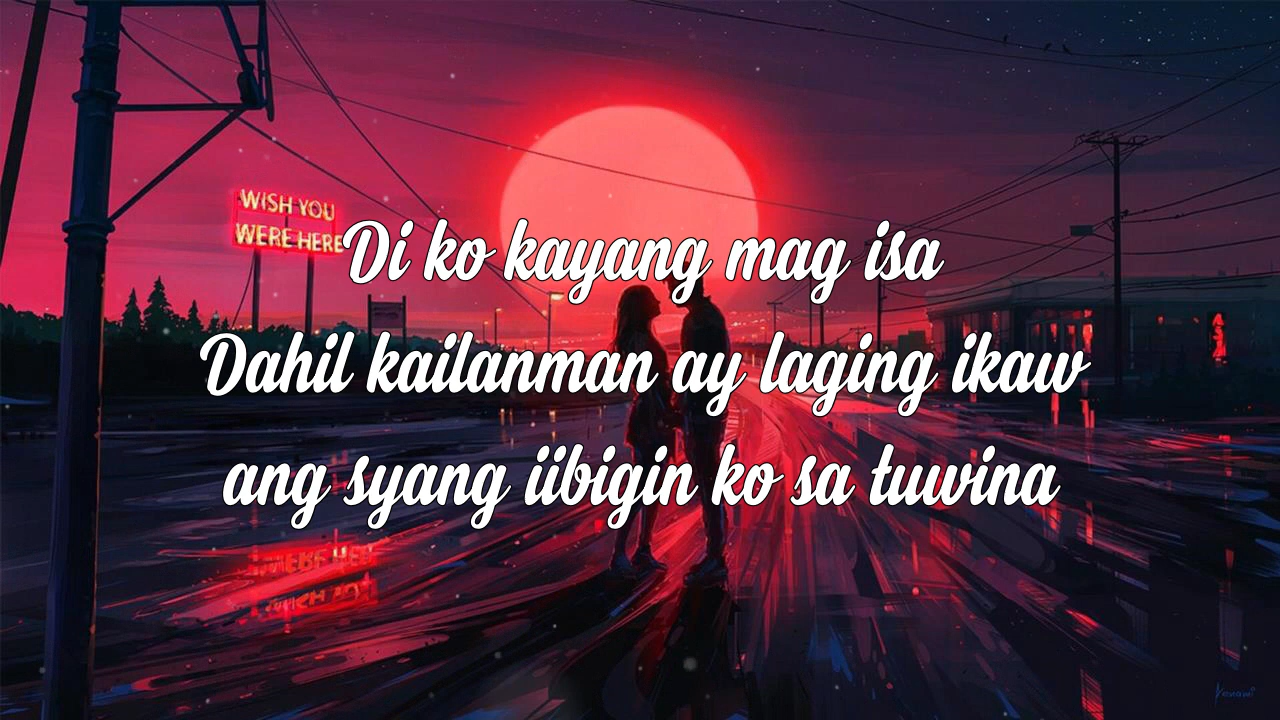 WISH YOU
WERE HERE
Di ko kayang mag isa
Dahil kailanman ay laging ikaw
ang syang iibigin ko sa tuwina
Yenawi